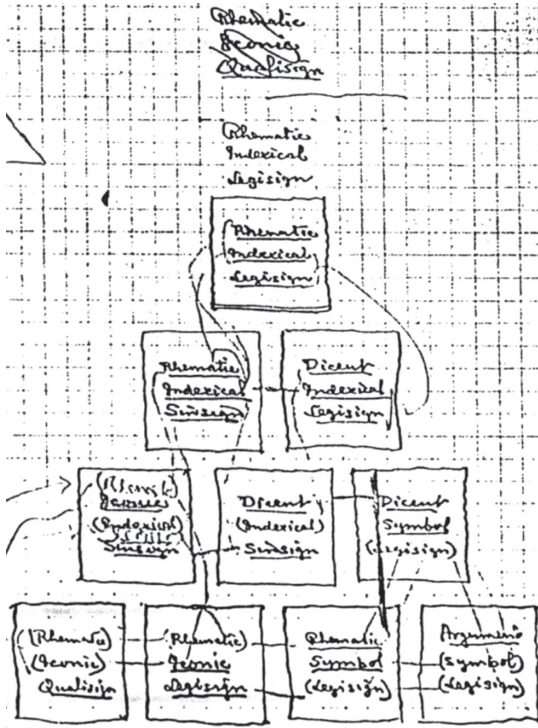 Rhematic
Iconic
Qualisign
Rhematic
Indexical
Legisign
(Rhematic
Indexical
Legisign
Rhematic
Indexical
Sinsign
Dicent
Indexical
Legisign
(Rhematic
Iconic
(Indexical)
Sinsign
Dicent
(Indexical)
Sinsign
Dicent
Symbol
(Legisign)
(Rhematic)
(Iconic)
Qualisign
(Rhematic)
Iconic
Legisign
Rhematic
Symbol
(Legisign)
Argument
(Symbol)
(Legisign)